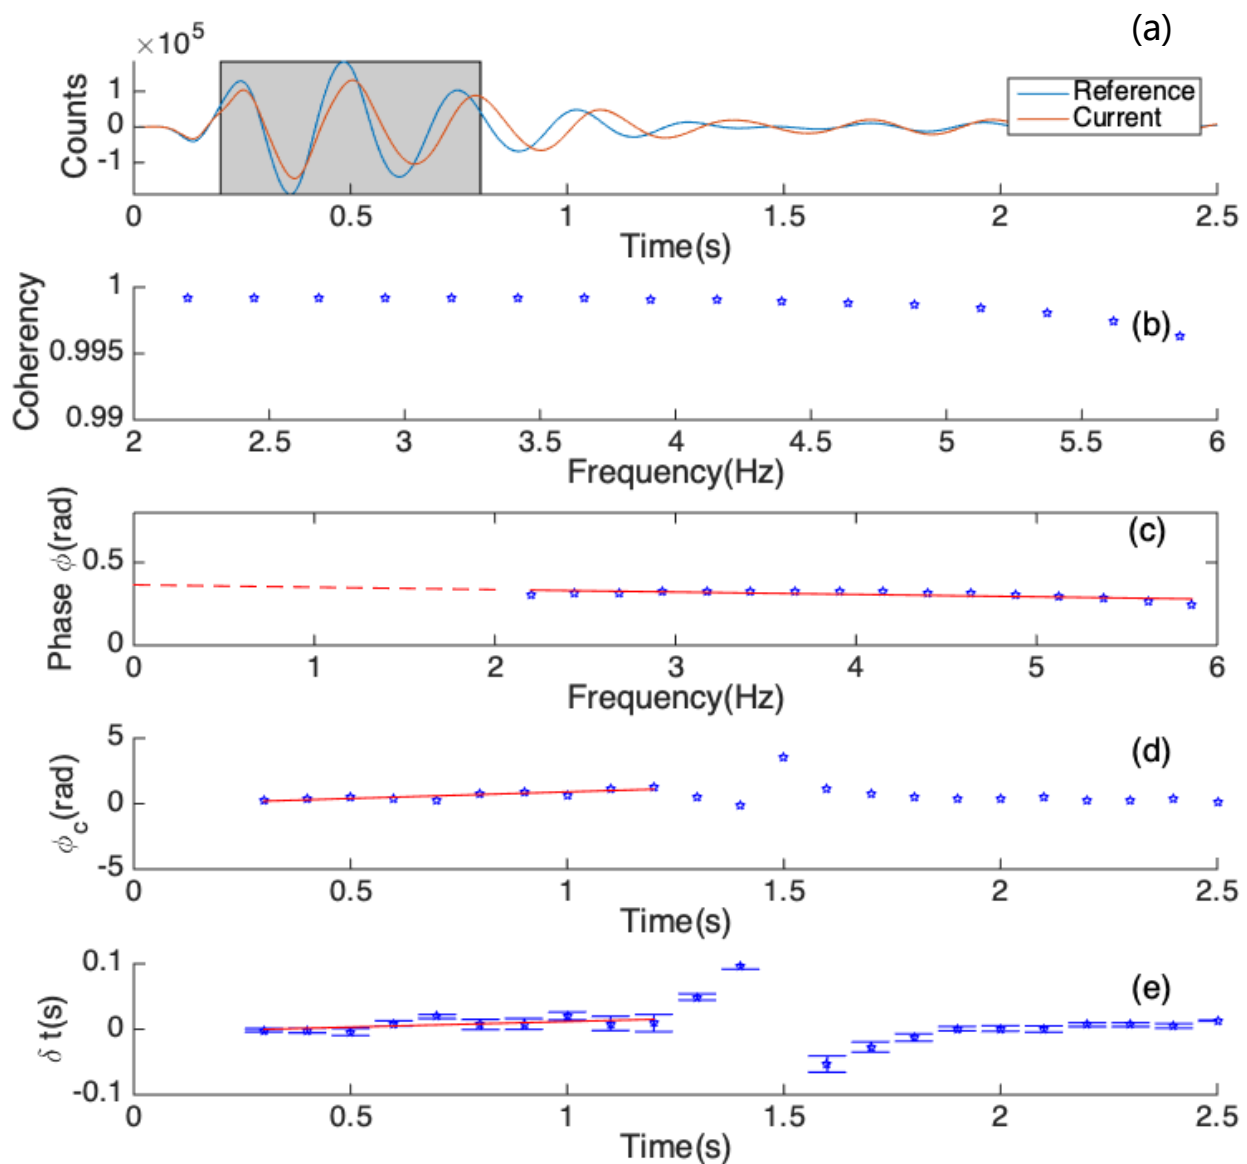 (a)
×10⁵
Counts
1
0
-1
Reference
Current
0 0.5 1 1.5 2 2.5
Time(s)
(b)
Coherency
1
0.995
0.99
2 2.5 3 3.5 4 4.5 5 5.5 6
Frequency(Hz)
(c)
Phase ϕ(rad)
0.5
0
0 1 2 3 4 5 6
Frequency(Hz)
(d)
ϕ_c(rad)
5
0
-5
0 0.5 1 1.5 2 2.5
Time(s)
(e)
δ t(s)
0.1
0
-0.1
0 0.5 1 1.5 2 2.5
Time(s)